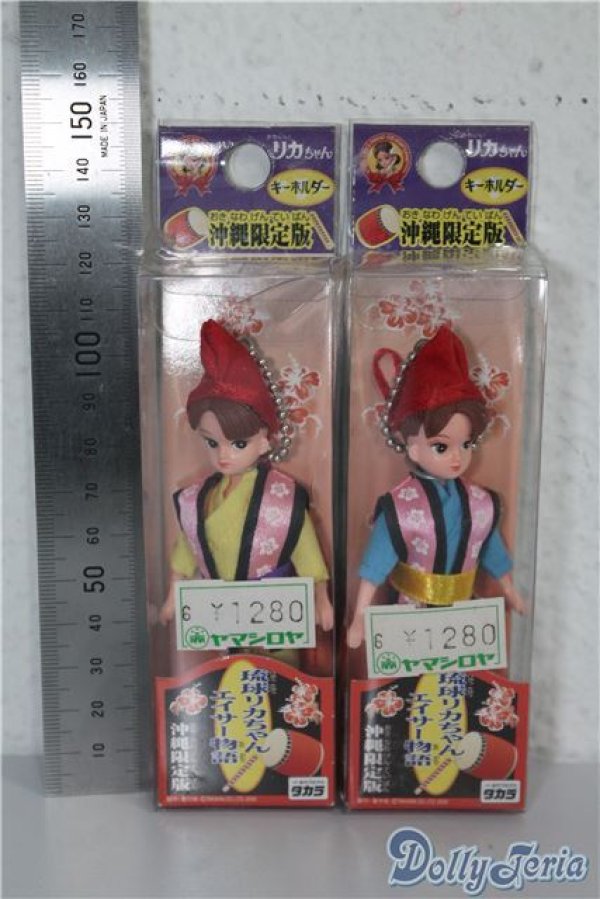 170
160
150
MADE IN JAPAN
140
130
120
110
100
90
80
70
60
50
40
30
20
10
リカちゃん
キーホルダー
おきなわげんていばん
沖縄限定版
リカちゃん
キーホルダー
おきなわげんていばん
沖縄限定版
6 ¥1280
ヤマシロヤ
6 ¥1280
ヤマシロヤ
琉球リカちゃん
エイサー物語
沖縄限定版
タカラ
琉球リカちゃん
エイサー物語
沖縄限定版
タカラ
DollyTeria